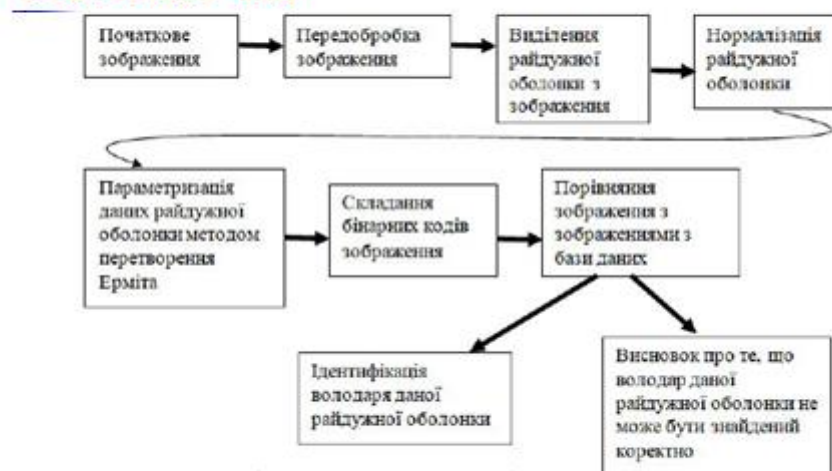 Початкове
зображення
Передобробка
зображення
Виділення
райдужної
оболонки з
зображення
Нормалізація
райдужної
оболонки
Параметризація
даних райдужної
оболонки методом
перетворення
Ерміта
Складання
бінарних кодів
зображення
Порівняння
зображення з
зображеннями з
бази даних
Ідентифікація
володаря даної
райдужної оболонки
Висновок про те, що
володар даної
райдужної оболонки не
може бути знайдений
коректно